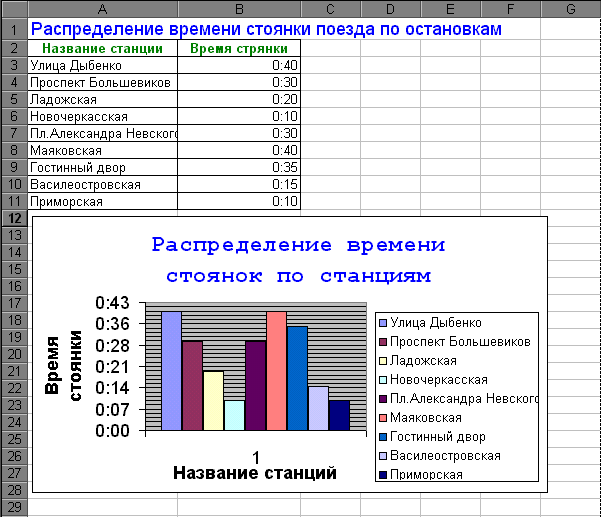 A B C D E F G
1 Распределение времени стоянки поезда по остановкам
2 Название станции Время стрянки
3 Улица Дыбенко 0:40
4 Проспект Большевиков 0:30
5 Ладожская 0:20
6 Новочеркасская 0:10
7 Пл.Александра Невского 0:30
8 Маяковская 0:40
9 Гостинный двор 0:35
10 Василеостровская 0:15
11 Приморская 0:10
12
13
14
15
16
17
18
19
20
21
22
23
24
25
26
27
28
29
Распределение времени
стоянок по станциям
Время
стоянки
0:43
0:36
0:28
0:21
0:14
0:07
0:00
1
Название станций
Улица Дыбенко
Проспект Большевиков
Ладожская
Новочеркасская
Пл.Александра Невского
Маяковская
Гостинный двор
Василеостровская
Приморская